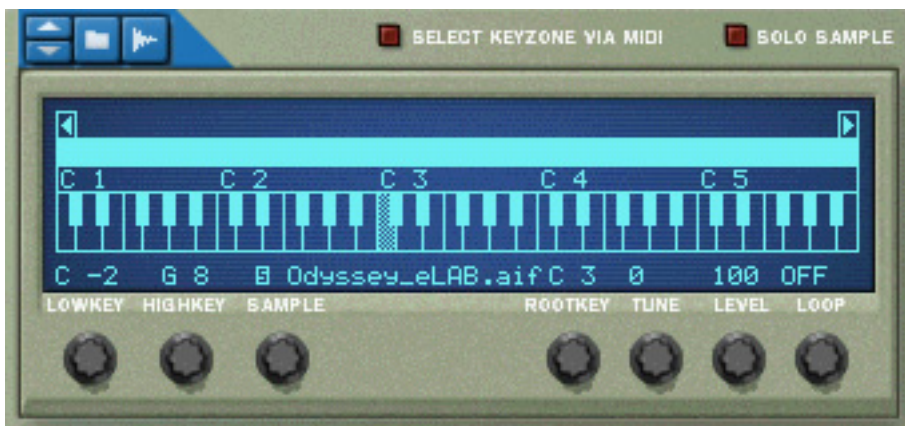 SELECT KEYZONE VIA MIDI SOLO SAMPLE
C 1 C 2 C 3 C 4 C 5
C -2 G 8 S Odyssey_eLAB.aif C 3 0 100 OFF
LOWKEY HIGHKEY SAMPLE ROOTKEY TUNE LEVEL LOOP